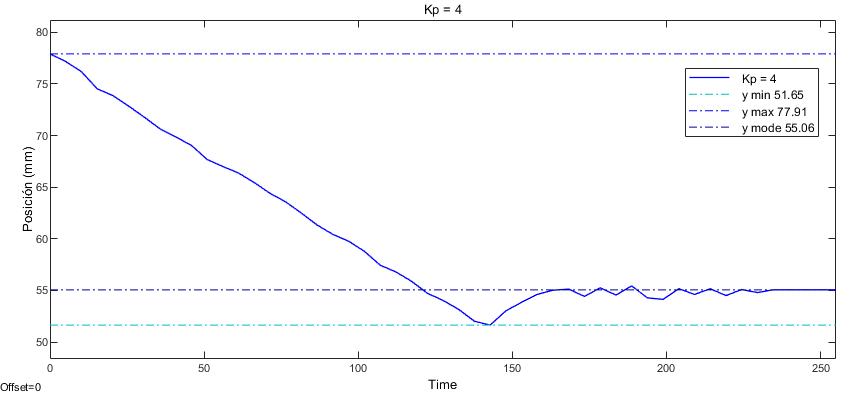 Kp = 4
80
75
70
65
60
55
50
Posición (mm)
Kp = 4
y min 51.65
y max 77.91
y mode 55.06
0 50 100 150 200 250
Time
Offset=0